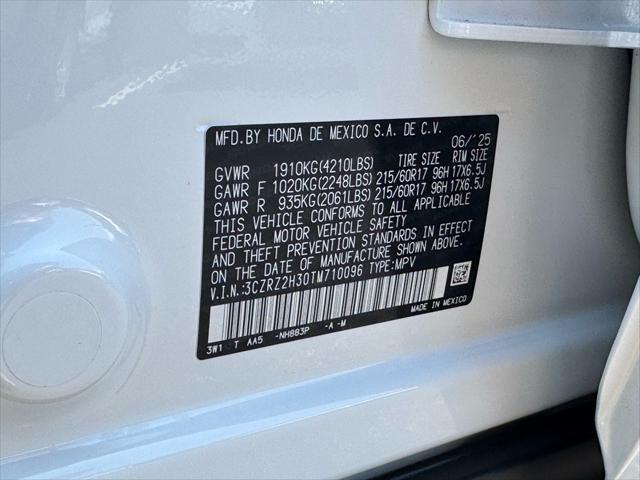 MFD.BY HONDA DE MEXICO S.A. DE C.V. 06/'25
GVWR 1910KG(4210LBS) TIRE SIZE RIM SIZE
GAWR F 1020KG(2248LBS) 215/60R17 96H 17X6.5J
GAWR R 935KG(2061LBS) 215/60R17 96H 17X6.5J
THIS VEHICLE CONFORMS TO ALL APPLICABLE
FEDERAL MOTOR VEHICLE SAFETY
AND THEFT PREVENTION STANDARDS IN EFFECT
ON THE DATE OF MANUFACTURE SHOWN ABOVE.
V.I.N.:3CZRZ2H30TM710096 TYPE:MPV
MADE IN MEXICO
3W1 T AA5 -NH883P -A -M